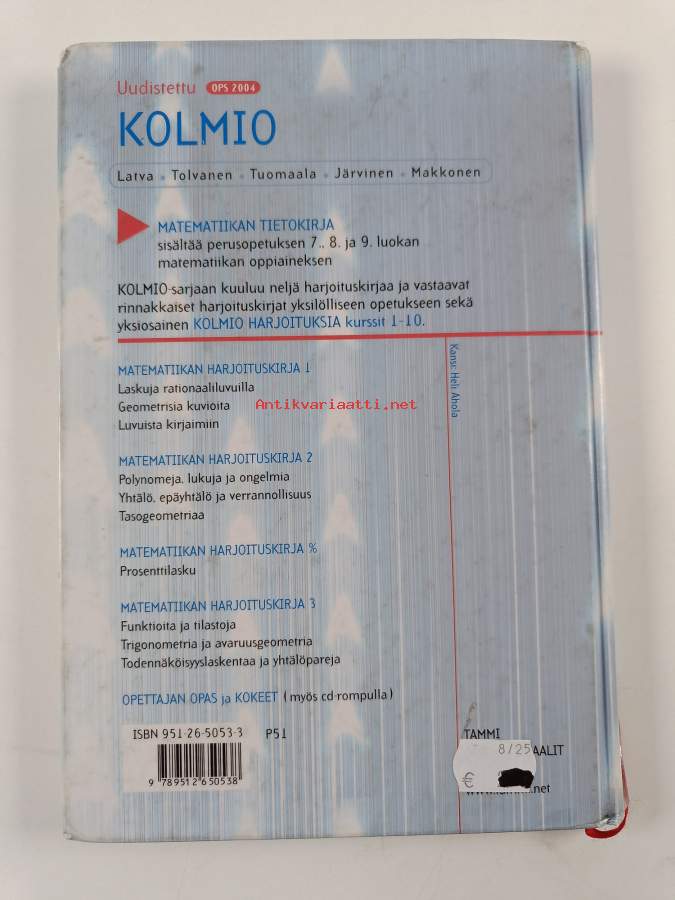 Uudistettu OPS 2004
KOLMIO
Latva • Tolvanen • Tuomaala • Järvinen • Makkonen
MATEMATIIKAN TIETOKIRJA
sisältää perusopetuksen 7., 8. ja 9. luokan
matematiikan oppiaineksen
KOLMIO-sarjaan kuuluu neljä harjoituskirjaa ja vastaavat
rinnakkaiset harjoituskirjat yksilölliseen opetukseen sekä
yksiosainen KOLMIO HARJOITUKSIA kurssit 1-10.
Kansi: Heli Ahola
MATEMATIIKAN HARJOITUSKIRJA 1
Laskuja rationaaliluvuilla
Geometrisia kuvioita
Antikvariaatti.net
Luvuista kirjaimiin
MATEMATIIKAN HARJOITUSKIRJA 2
Polynomeja, lukuja ja ongelmia
Yhtälö, epäyhtälö ja verrannollisuus
Tasogeometriaa
MATEMATIIKAN HARJOITUSKIRJA %
Prosenttilasku
MATEMATIIKAN HARJOITUSKIRJA 3
Funktioita ja tilastoja
Trigonometria ja avaruusgeometria
Todennäköisyyslaskentaa ja yhtälöpareja
OPETTAJAN OPAS ja KOKEET (myös cd-rompulla)
ISBN 951-26-5053-3 P51
9 789512 650538
TAMMI
8/25
€